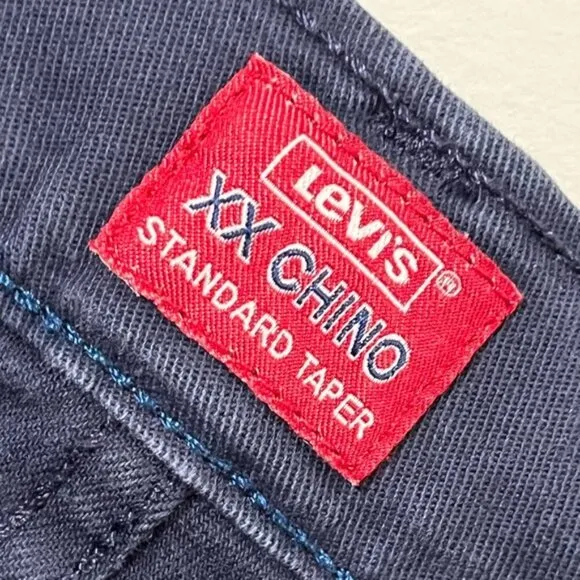 Levi's ®
XX CHINO
STANDARD TAPER